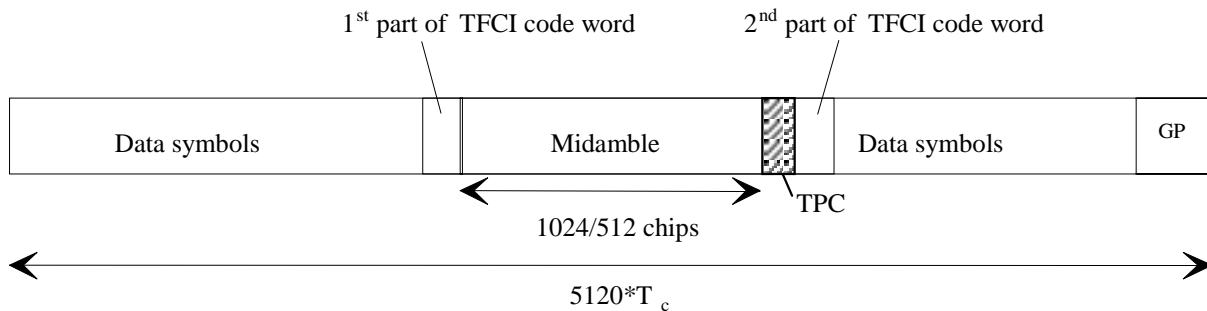 1st part of TFCI code word
2nd part of TFCI code word
Data symbols
Midamble
Data symbols
GP
TPC
1024/512 chips
5120*T c